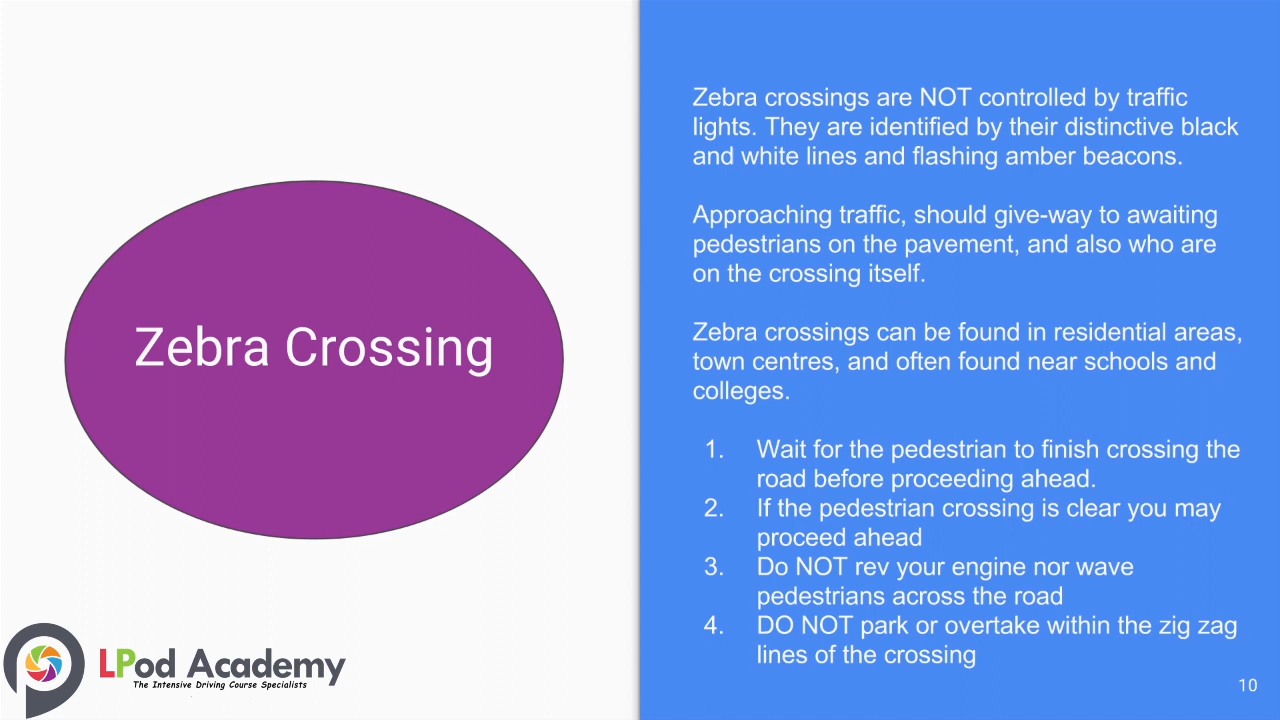 Zebra Crossing
Zebra crossings are NOT controlled by traffic
lights. They are identified by their distinctive black
and white lines and flashing amber beacons.
Approaching traffic, should give-way to awaiting
pedestrians on the pavement, and also who are
on the crossing itself.
Zebra crossings can be found in residential areas,
town centres, and often found near schools and
colleges.
1. Wait for the pedestrian to finish crossing the
road before proceeding ahead.
2. If the pedestrian crossing is clear you may
proceed ahead
3. Do NOT rev your engine nor wave
pedestrians across the road
4. DO NOT park or overtake within the zig zag
lines of the crossing
LPod Academy
The Intensive Driving Course Specialists
10